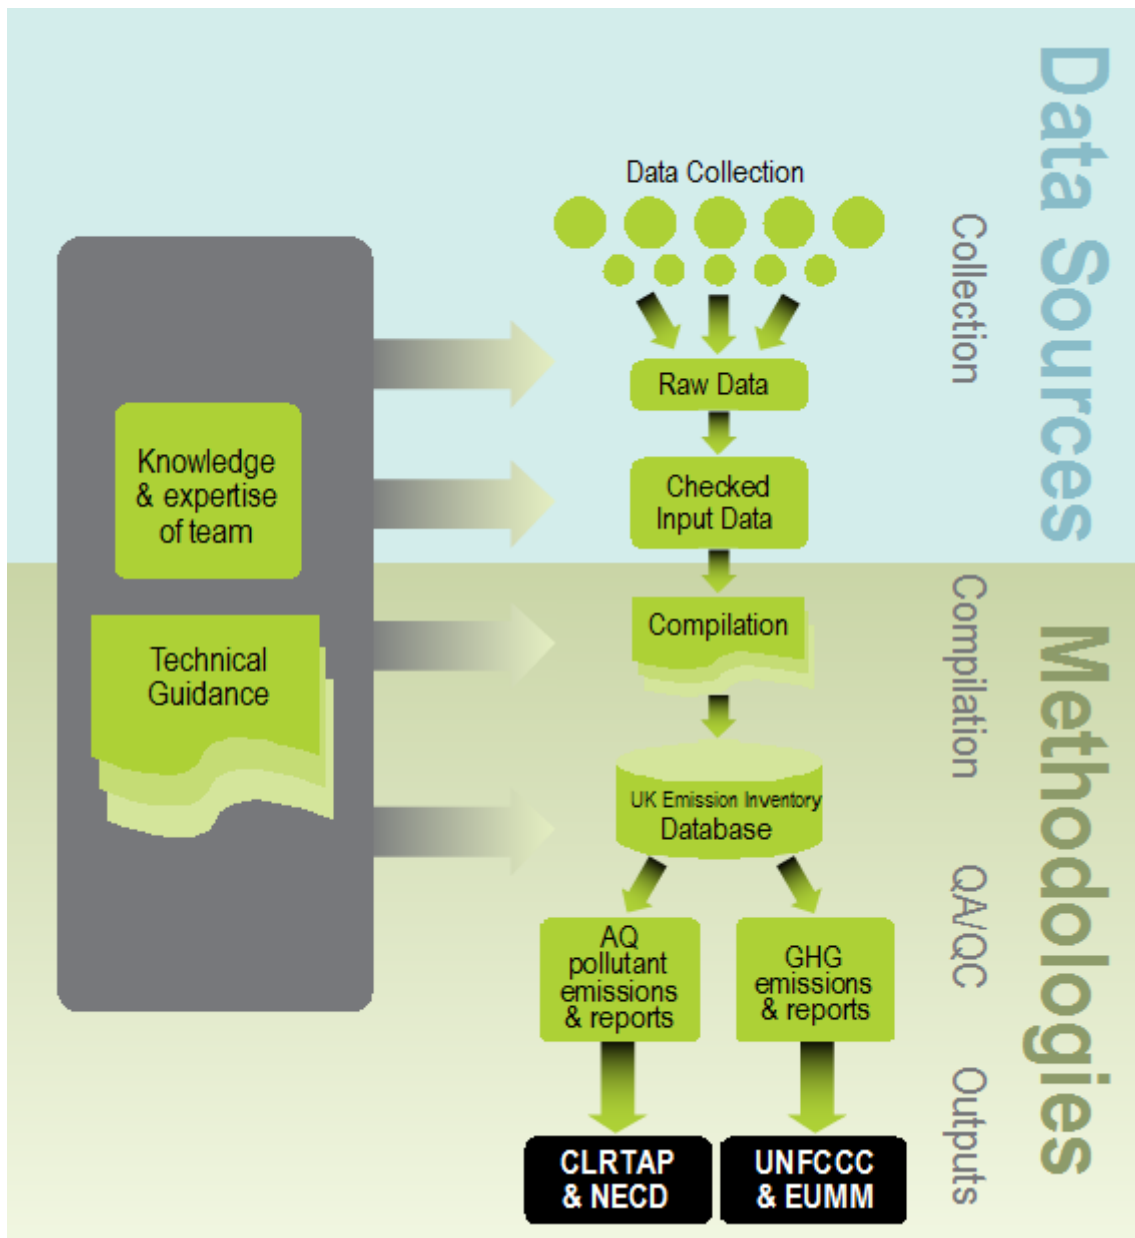 Data Collection
Raw Data
Checked
Input Data
Compilation
UK Emission Inventory
Database
AQ
pollutant
emissions
& reports
GHG
emissions
& reports
CLRTAP
& NECD
UNFCCC
& EUMM
Knowledge
& expertise
of team
Technical
Guidance
Collection
Compilation
QA/QC
Outputs
Data Sources
Methodologies